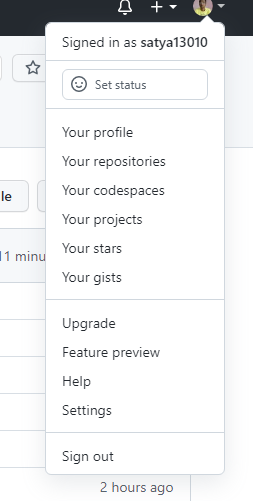 Signed in as satya13010
Set status
Your profile
Your repositories
le
Your codespaces
Your projects
Your stars
11 minu
Your gists
Upgrade
Feature preview
Help
Settings
Sign out
2 hours ago